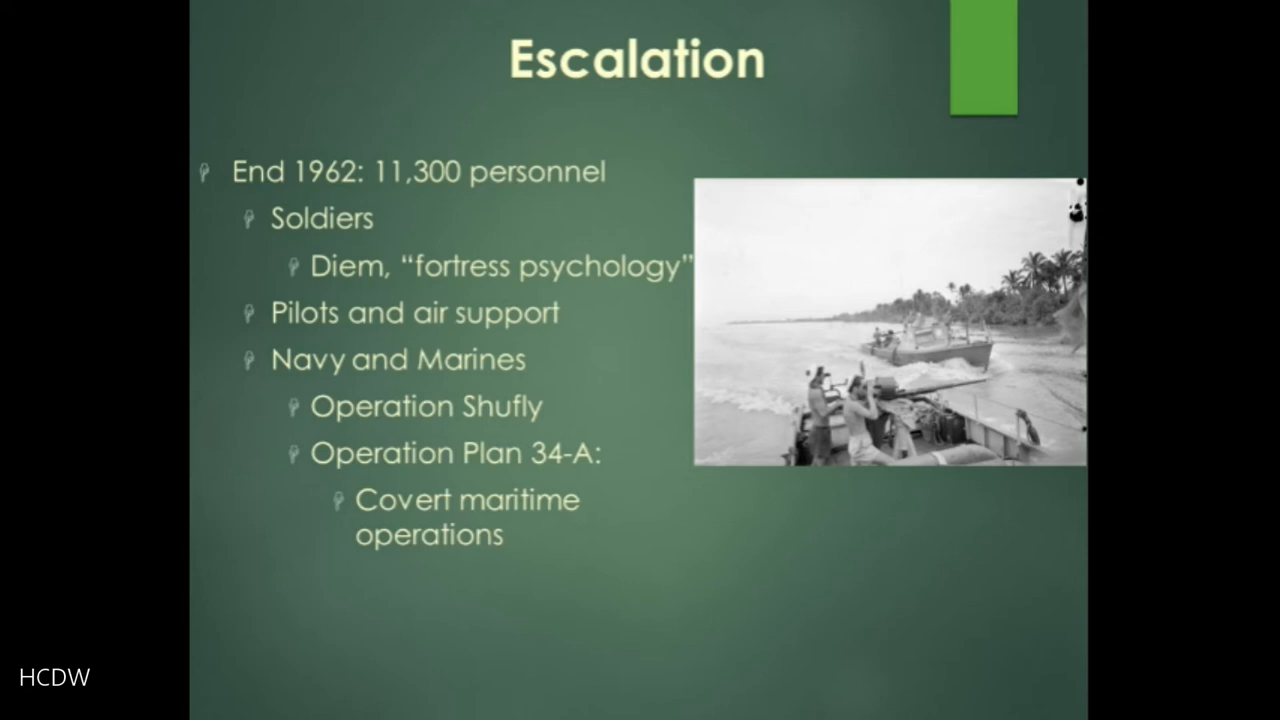 Escalation
End 1962: 11,300 personnel
Soldiers
Diem, “fortress psychology”
Pilots and air support
Navy and Marines
Operation Shufly
Operation Plan 34-A:
Covert maritime
operations
HCDW